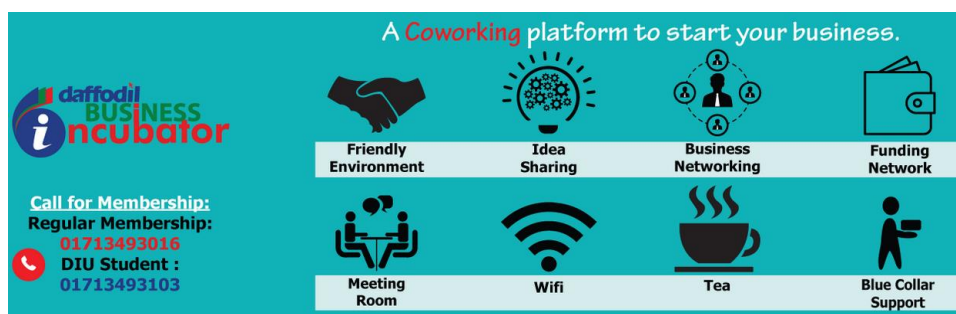 A Coworking platform to start your business.
daffodil
BUSINESS
incubator
Friendly
Environment
Idea
Sharing
Business
Networking
Funding
Network
Call for Membership:
Regular Membership:
01713493016
DIU Student :
01713493103
Meeting
Room
Wifi
Tea
Blue Collar
Support